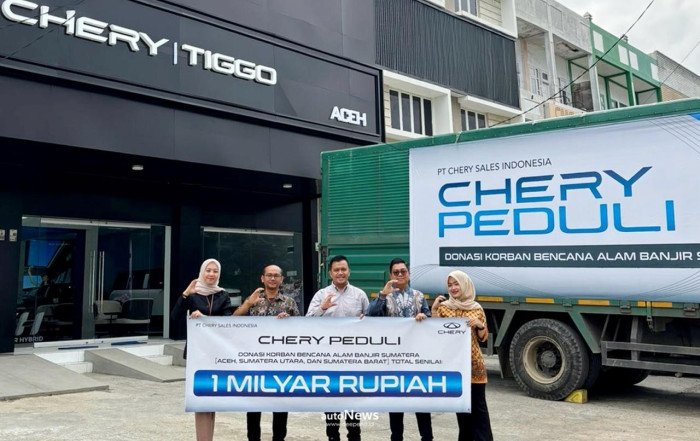 CHERY | TIGGO
ACEH
PT CHERY SALES INDONESIA
CHERY
PEDULI
DONASI KORBAN BENCANA ALAM BANJIR S
HYBRID
PT CHERY SALES INDONESIA
CHERY
CHERY PEDULI
DONASI KORBAN BENCANA ALAM BANJIR SUMATERA
(ACEH, SUMATERA UTARA, DAN SUMATERA BARAT) TOTAL SENILAI:
1 MILYAR RUPIAH
autoNews